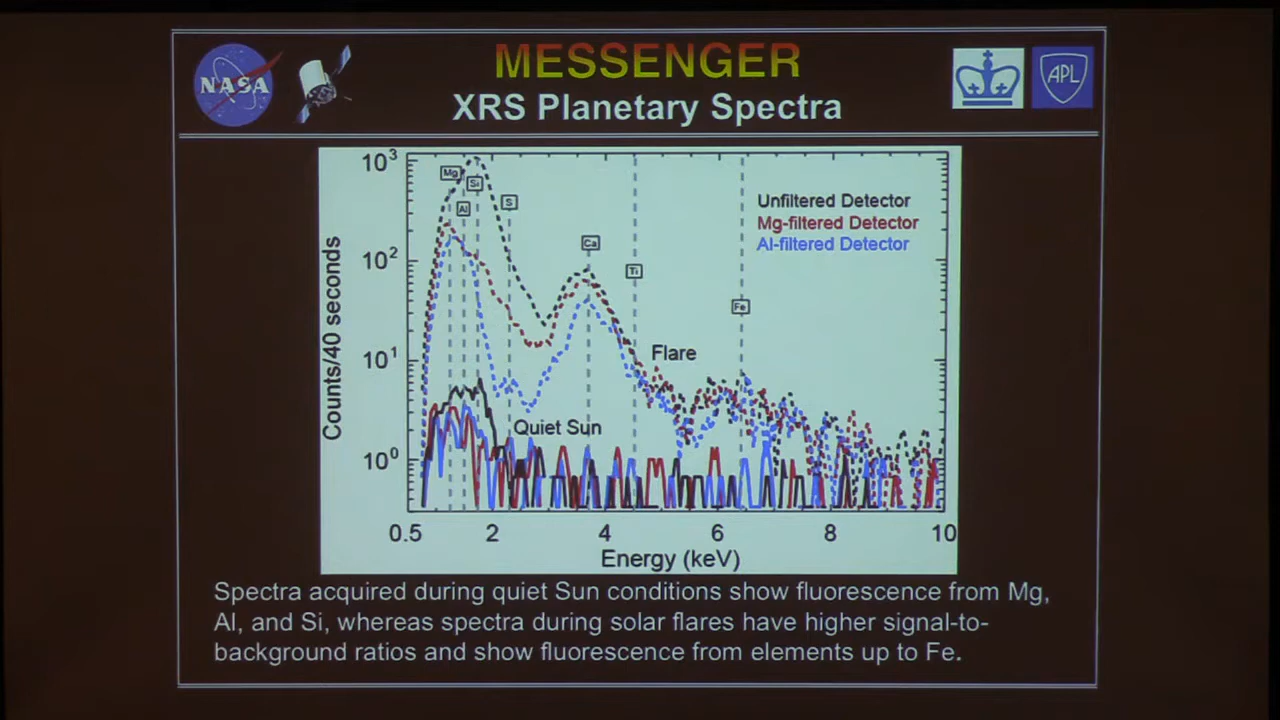 NASA
MESSENGER
XRS Planetary Spectra
APL
10³
10²
10¹
10⁰
Counts/40 seconds
Mg
Si
Al
S
Ca
Ti
Fe
Unfiltered Detector
Mg-filtered Detector
Al-filtered Detector
Flare
Quiet Sun
0.5 2 4 6 8 10
Energy (keV)
Spectra acquired during quiet Sun conditions show fluorescence from Mg,
Al, and Si, whereas spectra during solar flares have higher signal-to-
background ratios and show fluorescence from elements up to Fe.